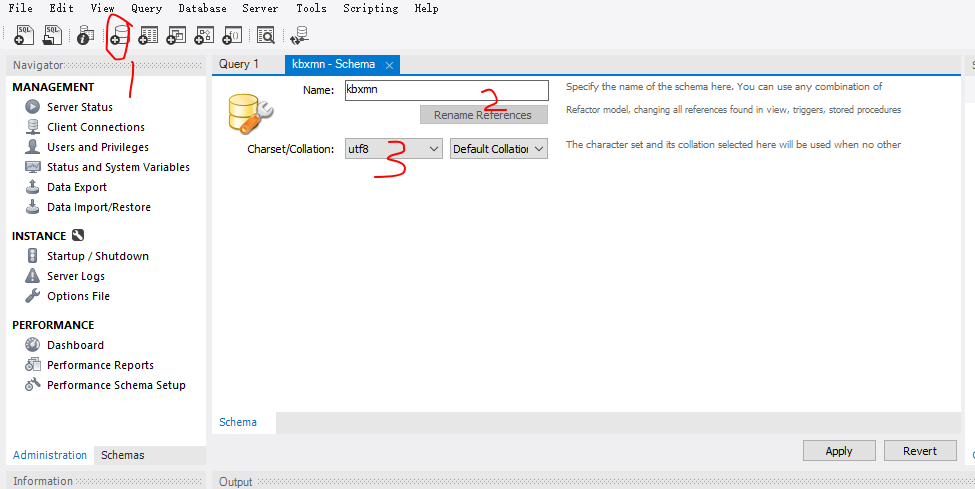 File Edit View Query Database Server Tools Scripting Help
SQL SQL
1
Navigator
Query 1
kbxmn - Schema
MANAGEMENT
Server Status
Client Connections
Users and Privileges
Status and System Variables
Data Export
Data Import/Restore
INSTANCE
Startup / Shutdown
Server Logs
Options File
PERFORMANCE
Dashboard
Performance Reports
Performance Schema Setup
Administration Schemas
Information
Name: kbxmn
Specify the name of the schema here. You can use any combination of
2
Rename References
Refactor model, changing all references found in view, triggers, stored procedures
Charset/Collation: utf8 Default Collation
3
The character set and its collation selected here will be used when no other
Schema
Apply Revert
Output